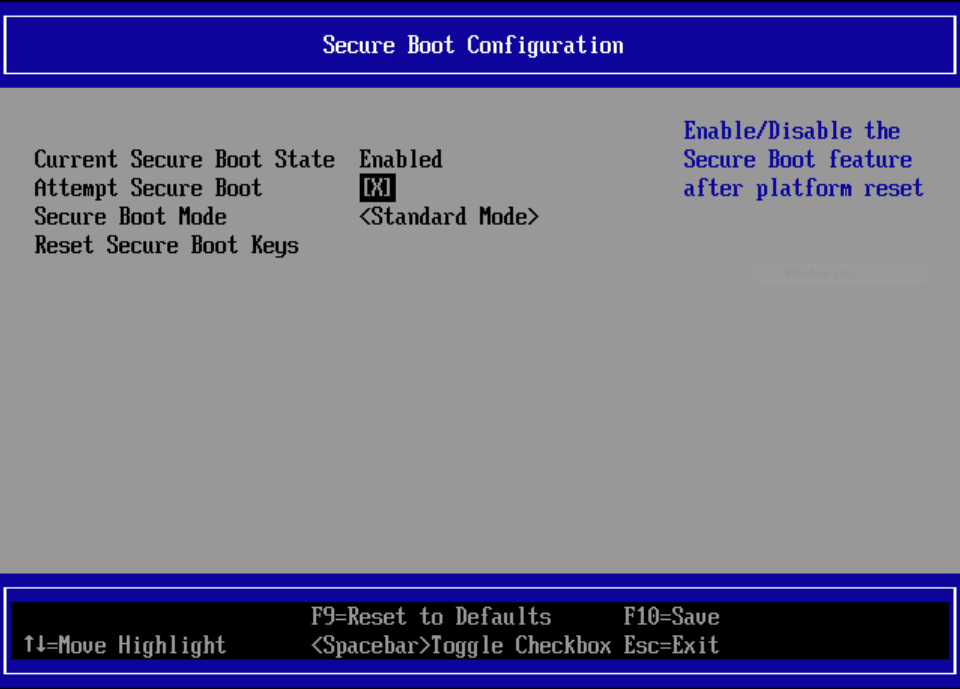 Secure Boot Configuration
Current Secure Boot State Enabled
Attempt Secure Boot [X]
Secure Boot Mode <Standard Mode>
Reset Secure Boot Keys
Enable/Disable the
Secure Boot feature
after platform reset
F9=Reset to Defaults F10=Save
↑↓=Move Highlight <Spacebar>Toggle Checkbox Esc=Exit